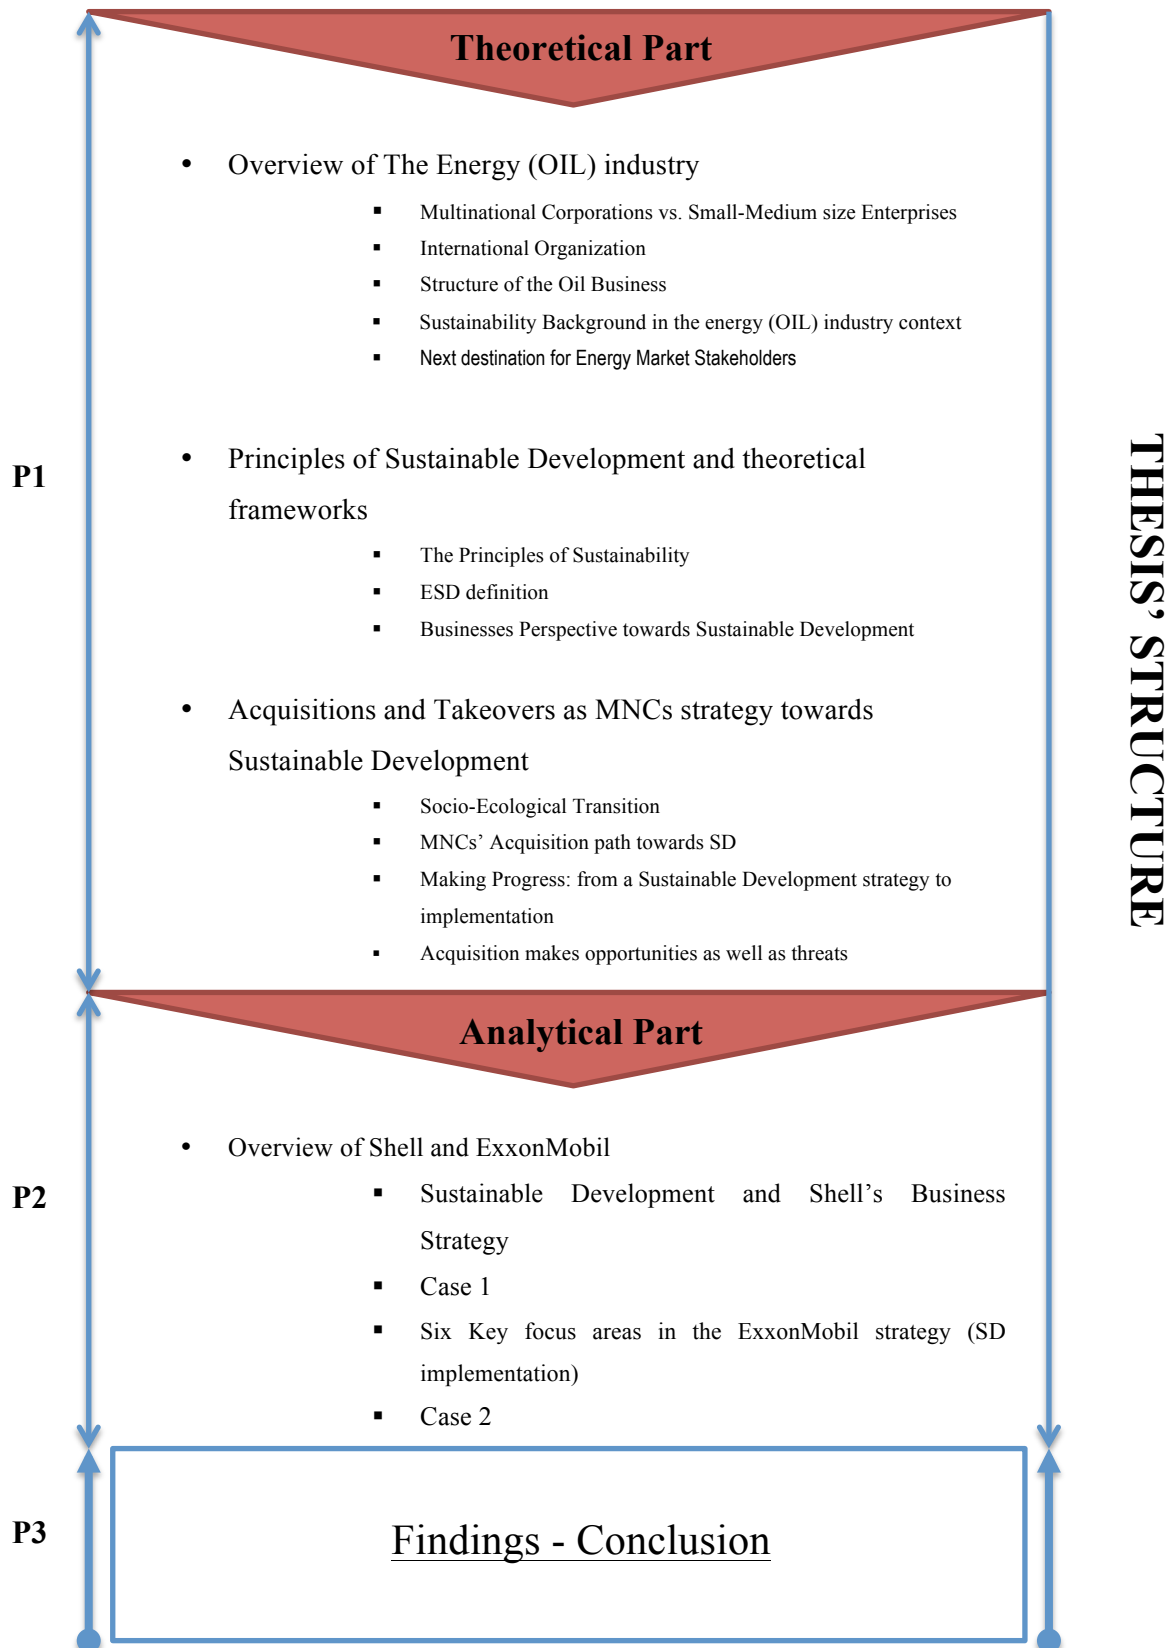 Theoretical Part
• Overview of The Energy (OIL) industry
▪ Multinational Corporations vs. Small-Medium size Enterprises
▪ International Organization
▪ Structure of the Oil Business
▪ Sustainability Background in the energy (OIL) industry context
▪ Next destination for Energy Market Stakeholders
P1
• Principles of Sustainable Development and theoretical
frameworks
▪ The Principles of Sustainability
▪ ESD definition
▪ Businesses Perspective towards Sustainable Development
• Acquisitions and Takeovers as MNCs strategy towards
Sustainable Development
▪ Socio-Ecological Transition
▪ MNCs’ Acquisition path towards SD
▪ Making Progress: from a Sustainable Development strategy to
implementation
▪ Acquisition makes opportunities as well as threats
THESIS’ STRUCTURE
Analytical Part
• Overview of Shell and ExxonMobil
P2
▪ Sustainable Development and Shell’s Business
Strategy
▪ Case 1
▪ Six Key focus areas in the ExxonMobil strategy (SD
implementation)
▪ Case 2
P3
Findings - Conclusion